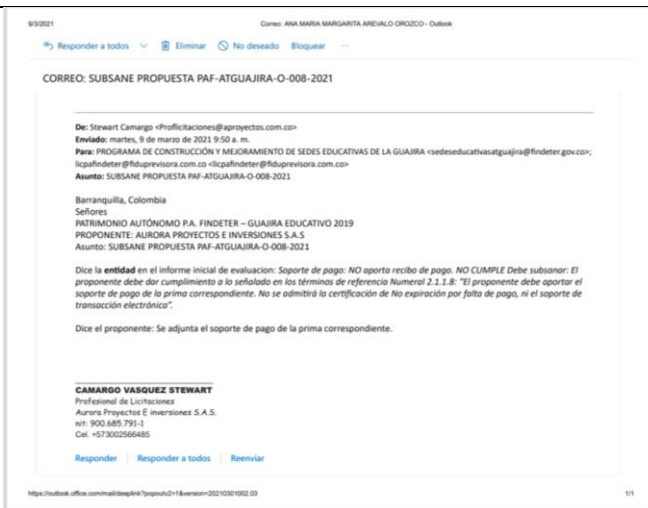 9/3/2021 Correo: ANA MARIA MARGARITA AREVALO OROZCO - Outlook
Responder a todos Eliminar No deseado Bloquear ...
CORREO: SUBSANE PROPUESTA PAF-ATGUAJIRA-O-008-2021
De: Stewart Camargo <Proflicitaciones@aproyectos.com.co>
Enviado: martes, 9 de marzo de 2021 9:50 a. m.
Para: PROGRAMA DE CONSTRUCCIÓN Y MEJORAMIENTO DE SEDES EDUCATIVAS DE LA GUAJIRA <sedeseducativasatguajira@findeter.gov.co>;
licpafindeter@fiduprevisora.com.co <licpafindeter@fiduprevisora.com.co>
Asunto: SUBSANE PROPUESTA PAF-ATGUAJIRA-O-008-2021
Barranquilla, Colombia
Señores
PATRIMONIO AUTÓNOMO P.A. FINDETER – GUAJIRA EDUCATIVO 2019
PROPONENTE: AURORA PROYECTOS E INVERSIONES S.A.S
Asunto: SUBSANE PROPUESTA PAF-ATGUAJIRA-O-008-2021
Dice la entidad en el informe inicial de evaluacion: Soporte de pago: NO aporta recibo de pago. NO CUMPLE Debe subsanar: El
proponente debe dar cumplimiento a lo señalado en los términos de referencia Numeral 2.1.1.8: "El proponente debe aportar el
soporte de pago de la prima correspondiente. No se admitirá la certificación de No expiración por falta de pago, ni el soporte de
transacción electrónica".
Dice el proponente: Se adjunta el soporte de pago de la prima correspondiente.
CAMARGO VASQUEZ STEWART
Profesional de Licitaciones
Aurora Proyectos E inversiones S.A.S.
nit: 900.685.791-1
Cel. +573002566485
Responder Responder a todos Reenviar
https://outlook.office.com/mail/deeplink?popoutv2=1&version=20210301002.03 1/1